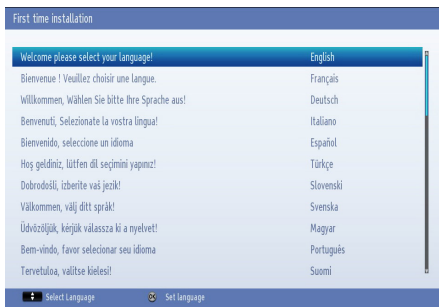 First time installation
Welcome please select your language! English
Bienvenue ! Veuillez choisir une langue. Français
Willkommen, Wählen Sie bitte Ihre Sprache aus! Deutsch
Benvenuti, Selezionate la vostra lingua! Italiano
Bienvenido, seleccione un idioma Español
Hoş geldiniz, lütfen dil seçimini yapınız! Türkçe
Dobrodošli, izberite vaš jezik! Slovenski
Välkommen, välj ditt språk! Svenska
Üdvözöljük, kérjük válassza ki a nyelvet! Magyar
Bem-vindo, favor selecionar seu idioma Português
Tervetuloa, valitse kielesi! Suomi
Select Language OK Set language